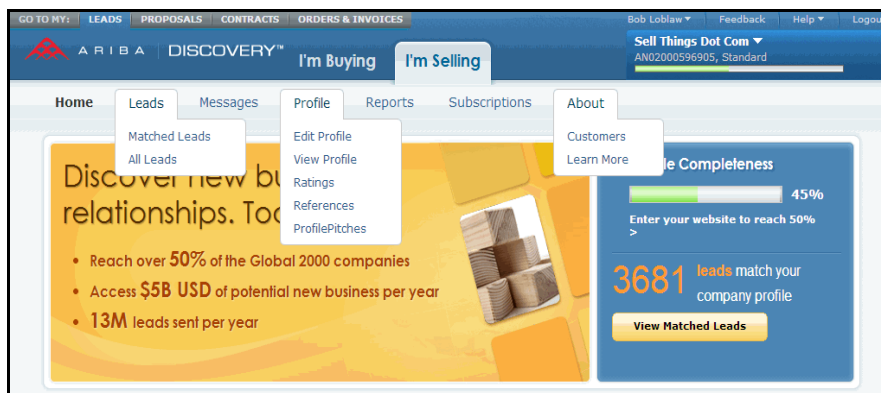 GO TO MY: LEADS PROPOSALS CONTRACTS ORDERS & INVOICES Bob Loblaw Feedback Help
ARIBA DISCOVERY™ I'm Buying I'm Selling
Sell Things Dot Com
AN02000596905, Standard
Home Leads Messages Profile Reports Subscriptions About
Matched Leads
All Leads
Edit Profile
View Profile
Ratings
References
ProfilePitches
Customers
Learn More
Discover new
relationships.
• Reach over 50% of the Global 2000 companies
• Access $5B USD of potential new business per year
• 13M leads sent per year
Completeness
45%
Enter your website to reach 50%
>
3681 leads match your
company profile
View Matched Leads